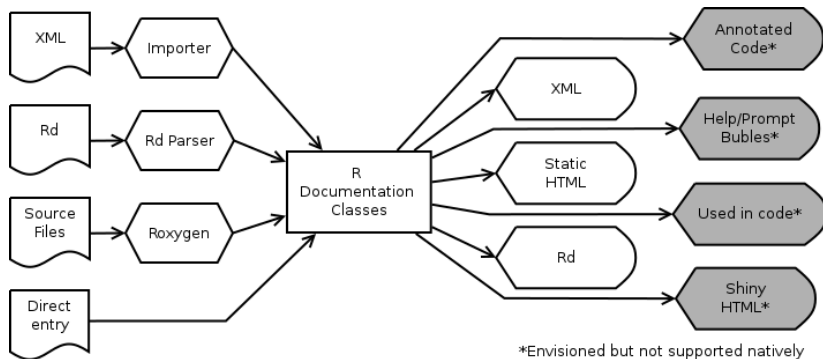 XML
Importer
Rd
Rd Parser
Source
Files
Roxygen
Direct
entry
R
Documentation
Classes
Annotated
Code*
XML
Help/Prompt
Bubles*
Static
HTML
Used in code*
Rd
Shiny
HTML*
*Envisioned but not supported natively